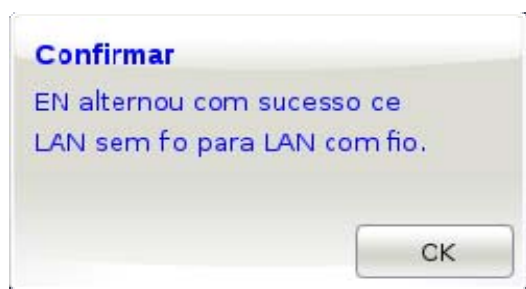 Confirmar
EN alternou com sucesso ce
LAN sem fo para LAN com fio.
CK